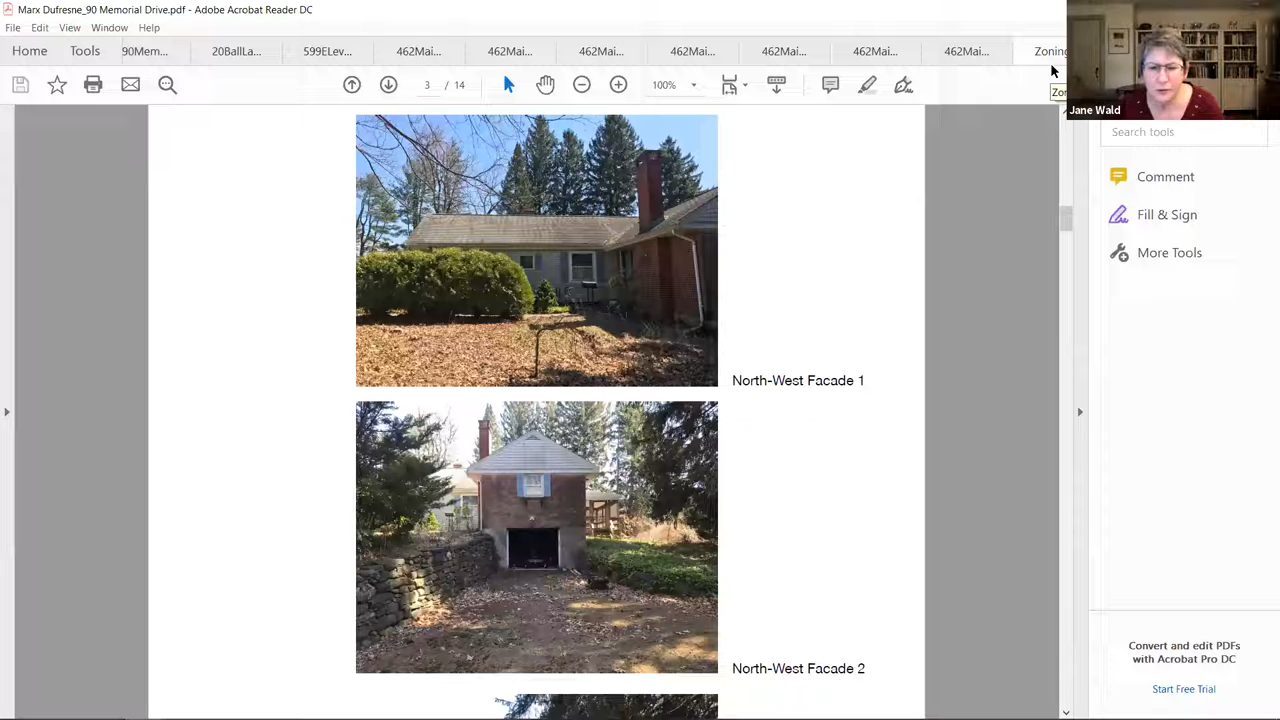 Marx Dufresne_90 Memorial Drive.pdf - Adobe Acrobat Reader DC
File Edit View Window Help
Home Tools 90Mem... 20BallLa... 599ELev... 462Mai... 462Mai... 462Mai... 462Mai... 462Mai... 462Mai... 462Mai... Zoning
3 / 14 100%
Zor
Jane Wald
Search tools
Comment
Fill & Sign
More Tools
North-West Facade 1
North-West Facade 2
Convert and edit PDFs
with Acrobat Pro DC
Start Free Trial